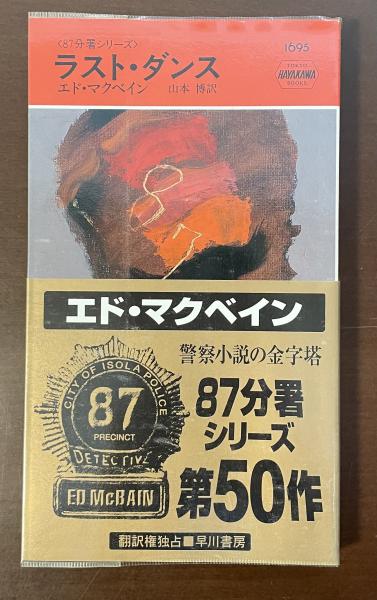 〈87分署シリーズ〉
ラスト・ダンス
エド・マクベイン 山本 博訳
1695
TOKYO
HAYAKAWA
BOOKS
87
エド・マクベイン
警察小説の金字塔
87分署
シリーズ
第50作
CITY OF ISOLA POLICE
87
PRECINCT
DETECTIVE
ED McBAIN
翻訳権独占■早川書房